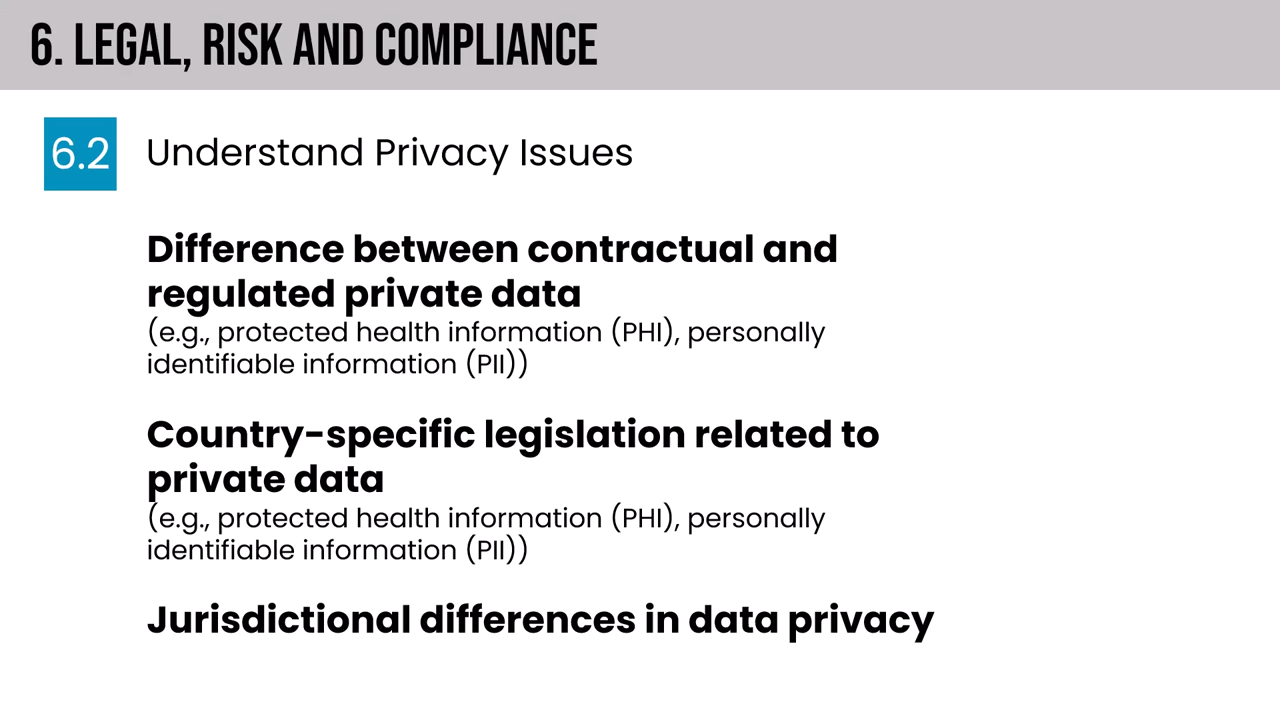 6. LEGAL, RISK AND COMPLIANCE
6.2
Understand Privacy Issues
Difference between contractual and
regulated private data
(e.g., protected health information (PHI), personally
identifiable information (PII))
Country-specific legislation related to
private data
(e.g., protected health information (PHI), personally
identifiable information (PII))
Jurisdictional differences in data privacy